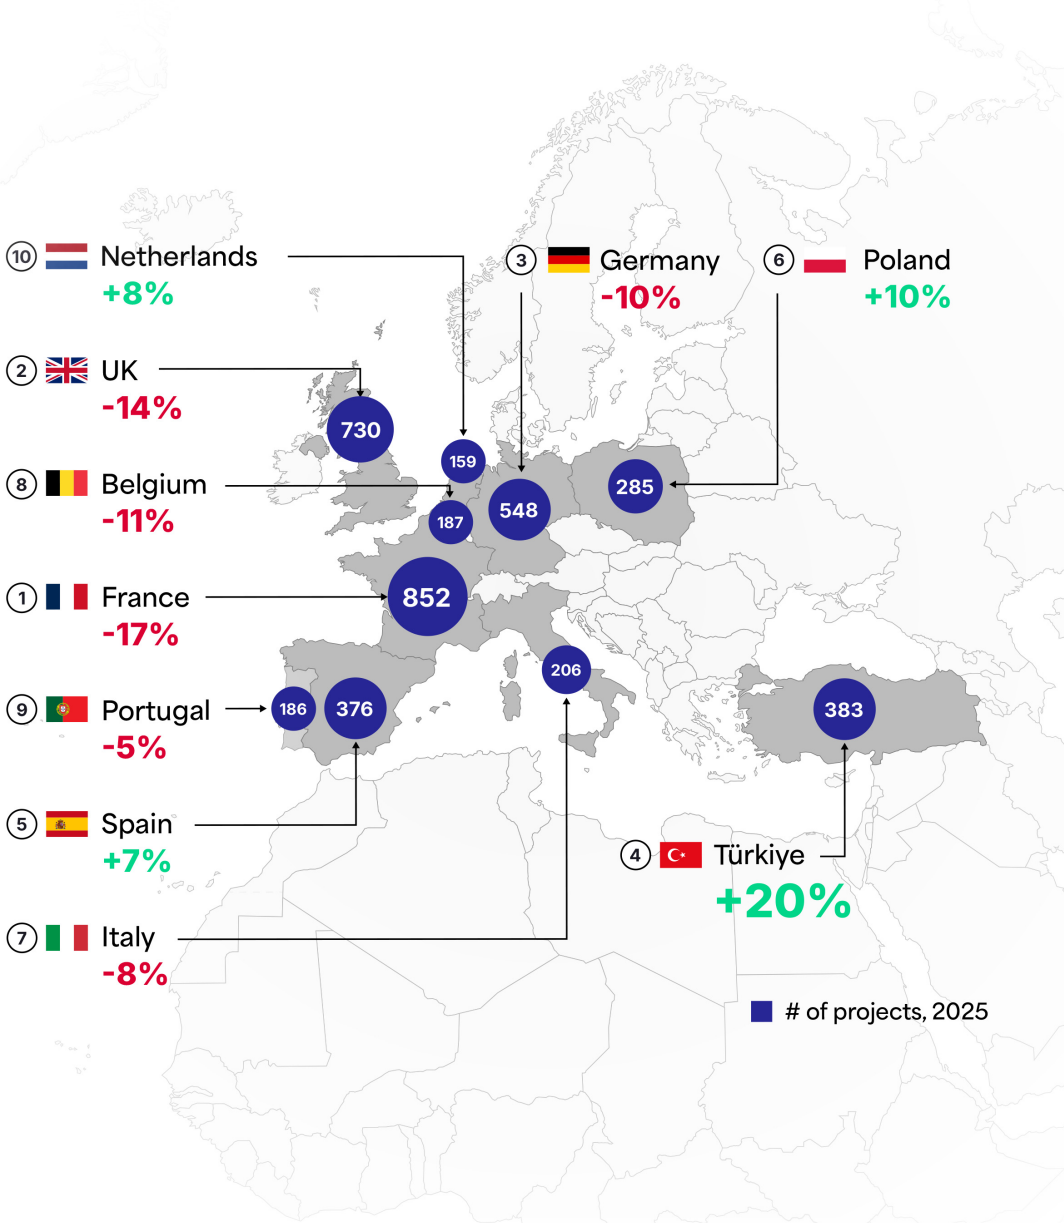 10 Netherlands
+8%
3 Germany
-10%
6 Poland
+10%
2 UK
-14%
730
159
8 Belgium
-11%
285
548
187
1 France
-17%
852
206
9 Portugal
-5%
186
376
383
5 Spain
+7%
4 Türkiye
+20%
7 Italy
-8%
# of projects, 2025